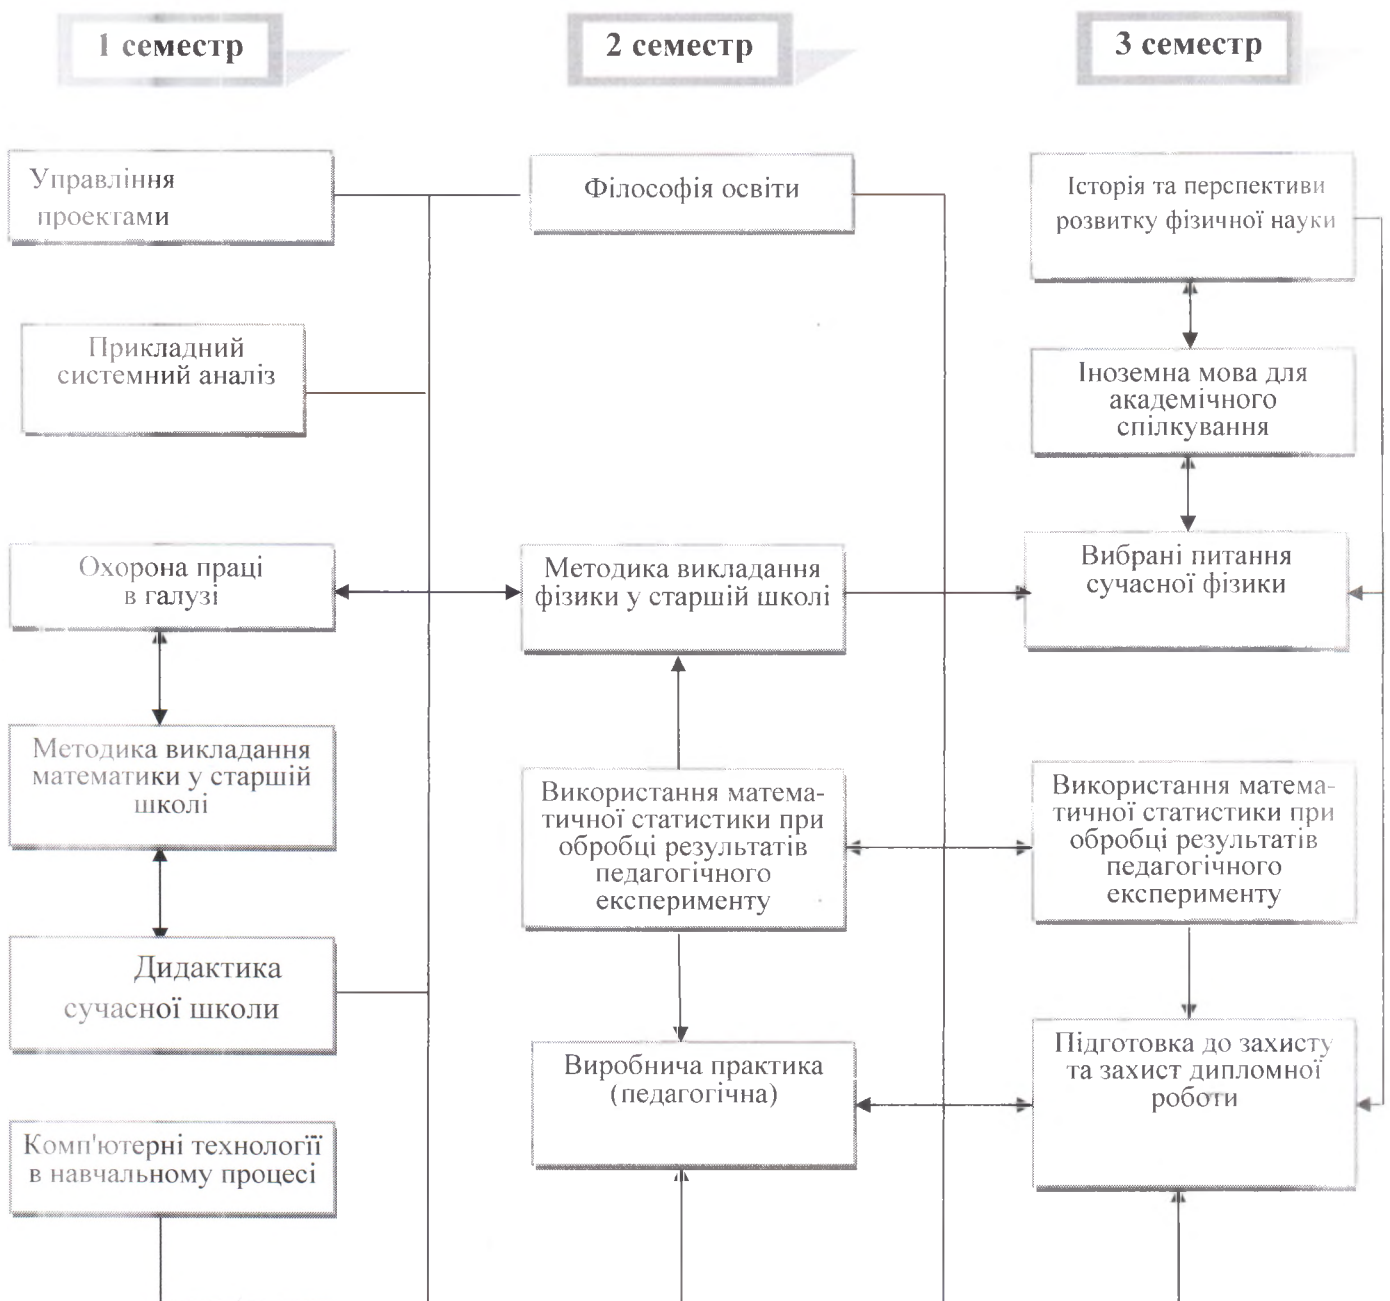 1 семестр
2 семестр
3 семестр
Управління
проектами
Філософія освіти
Історія та перспективи
розвитку фізичної науки
Прикладний
системний аналіз
Іноземна мова для
академічного
спілкування
Охорона праці
в галузі
Методика викладання
фізики у старшій школі
Вибрані питання
сучасної фізики
Методика викладання
математики у старшій
школі
Використання матема-
тичної статистики при
обробці результатів
педагогічного
експерименту
Використання матема-
тичної статистики при
обробці результатів
педагогічного
експерименту
Дидактика
сучасної школи
Виробнича практика
(педагогічна)
Підготовка до захисту
та захист дипломної
роботи
Комп'ютерні технології
в навчальному процесі